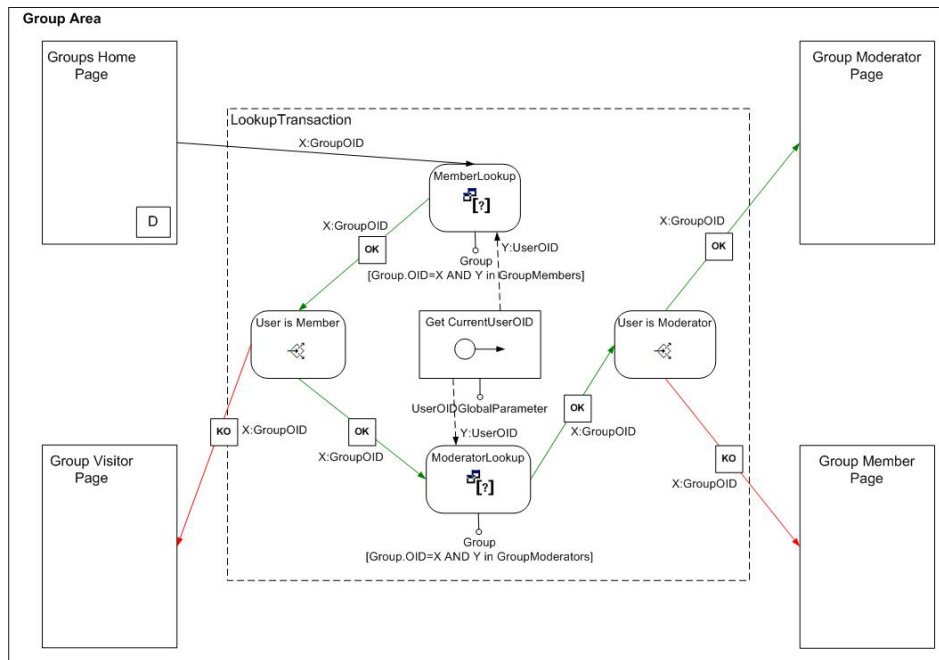 Group Area
Groups Home
Page
D
Group Moderator
Page
LookupTransaction
X:GroupOID
MemberLookup
[?]
X:GroupOID
OK
Y:UserOID
Group
[Group.OID=X AND Y in GroupMembers]
X:GroupOID
OK
User is Member
Get CurrentUserOID
User is Moderator
UserOIDGlobalParameter
KO
X:GroupOID
OK
X:GroupOID
OK
X:GroupOID
Y:UserOID
ModeratorLookup
[?]
Group
[Group.OID=X AND Y in GroupModerators]
KO
X:GroupOID
Group Visitor
Page
Group Member
Page